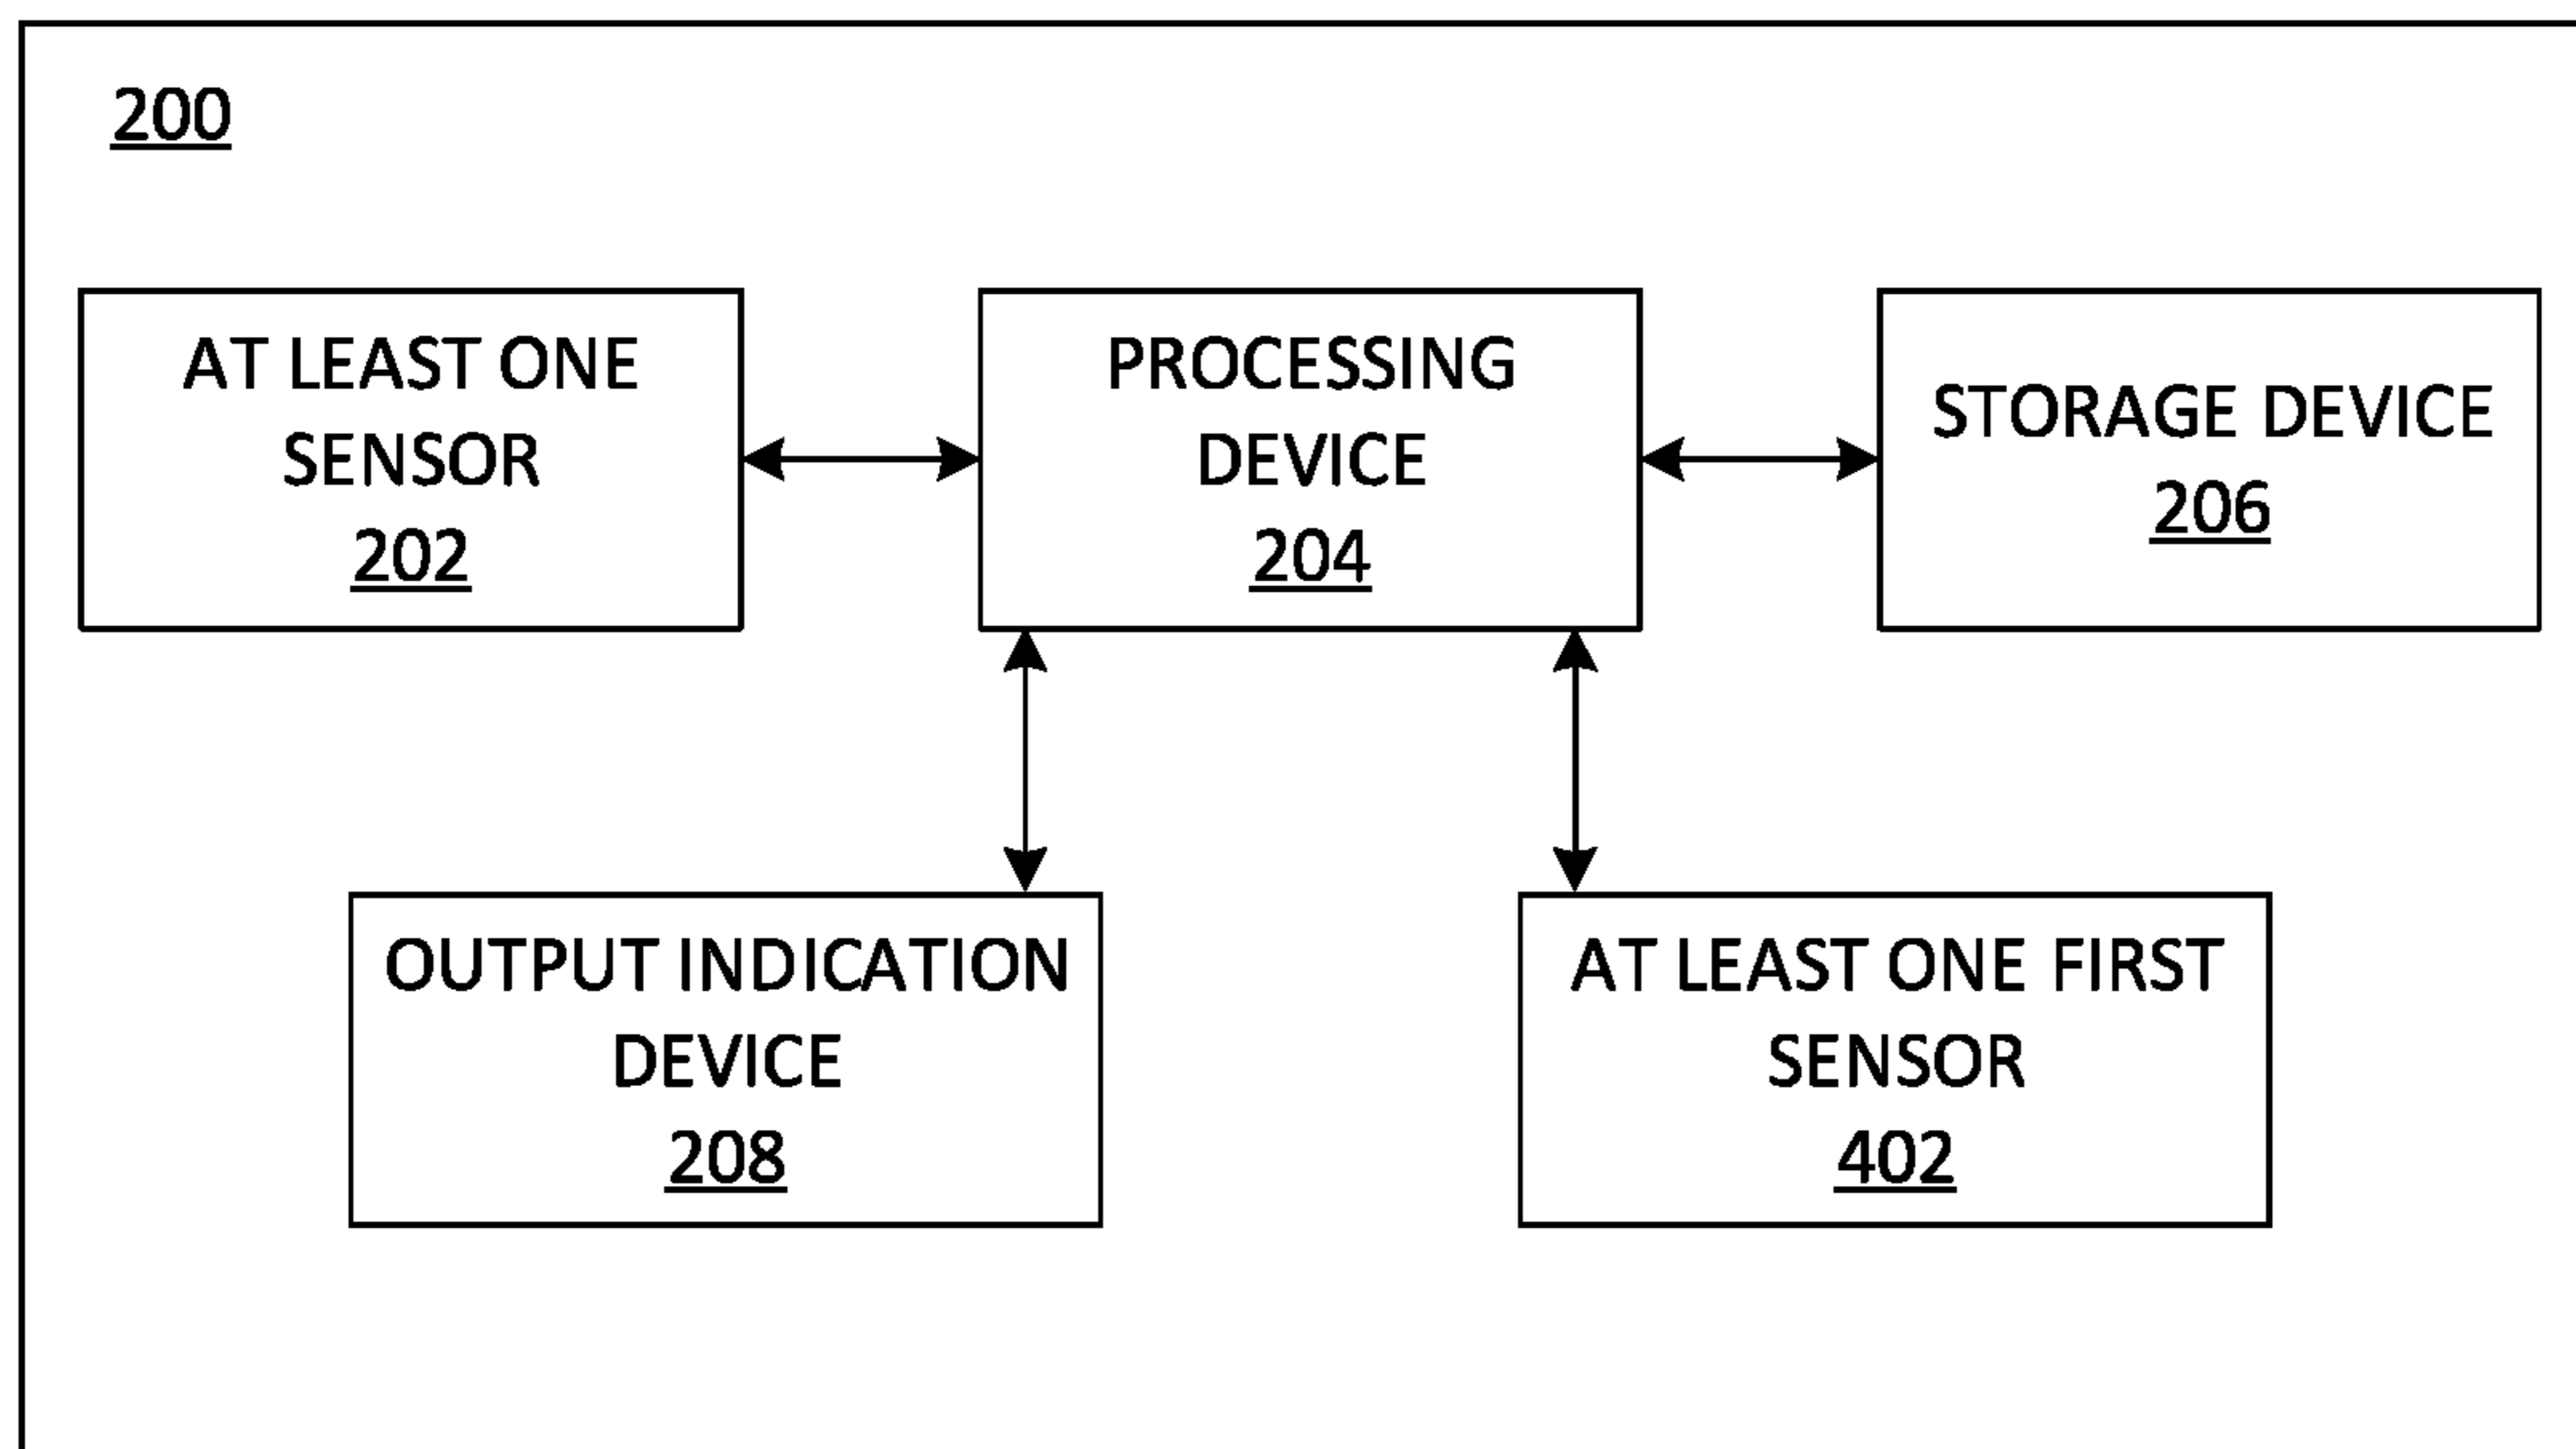 200
AT LEAST ONE
SENSOR
202
PROCESSING
DEVICE
204
STORAGE DEVICE
206
OUTPUT INDICATION
DEVICE
208
AT LEAST ONE FIRST
SENSOR
402